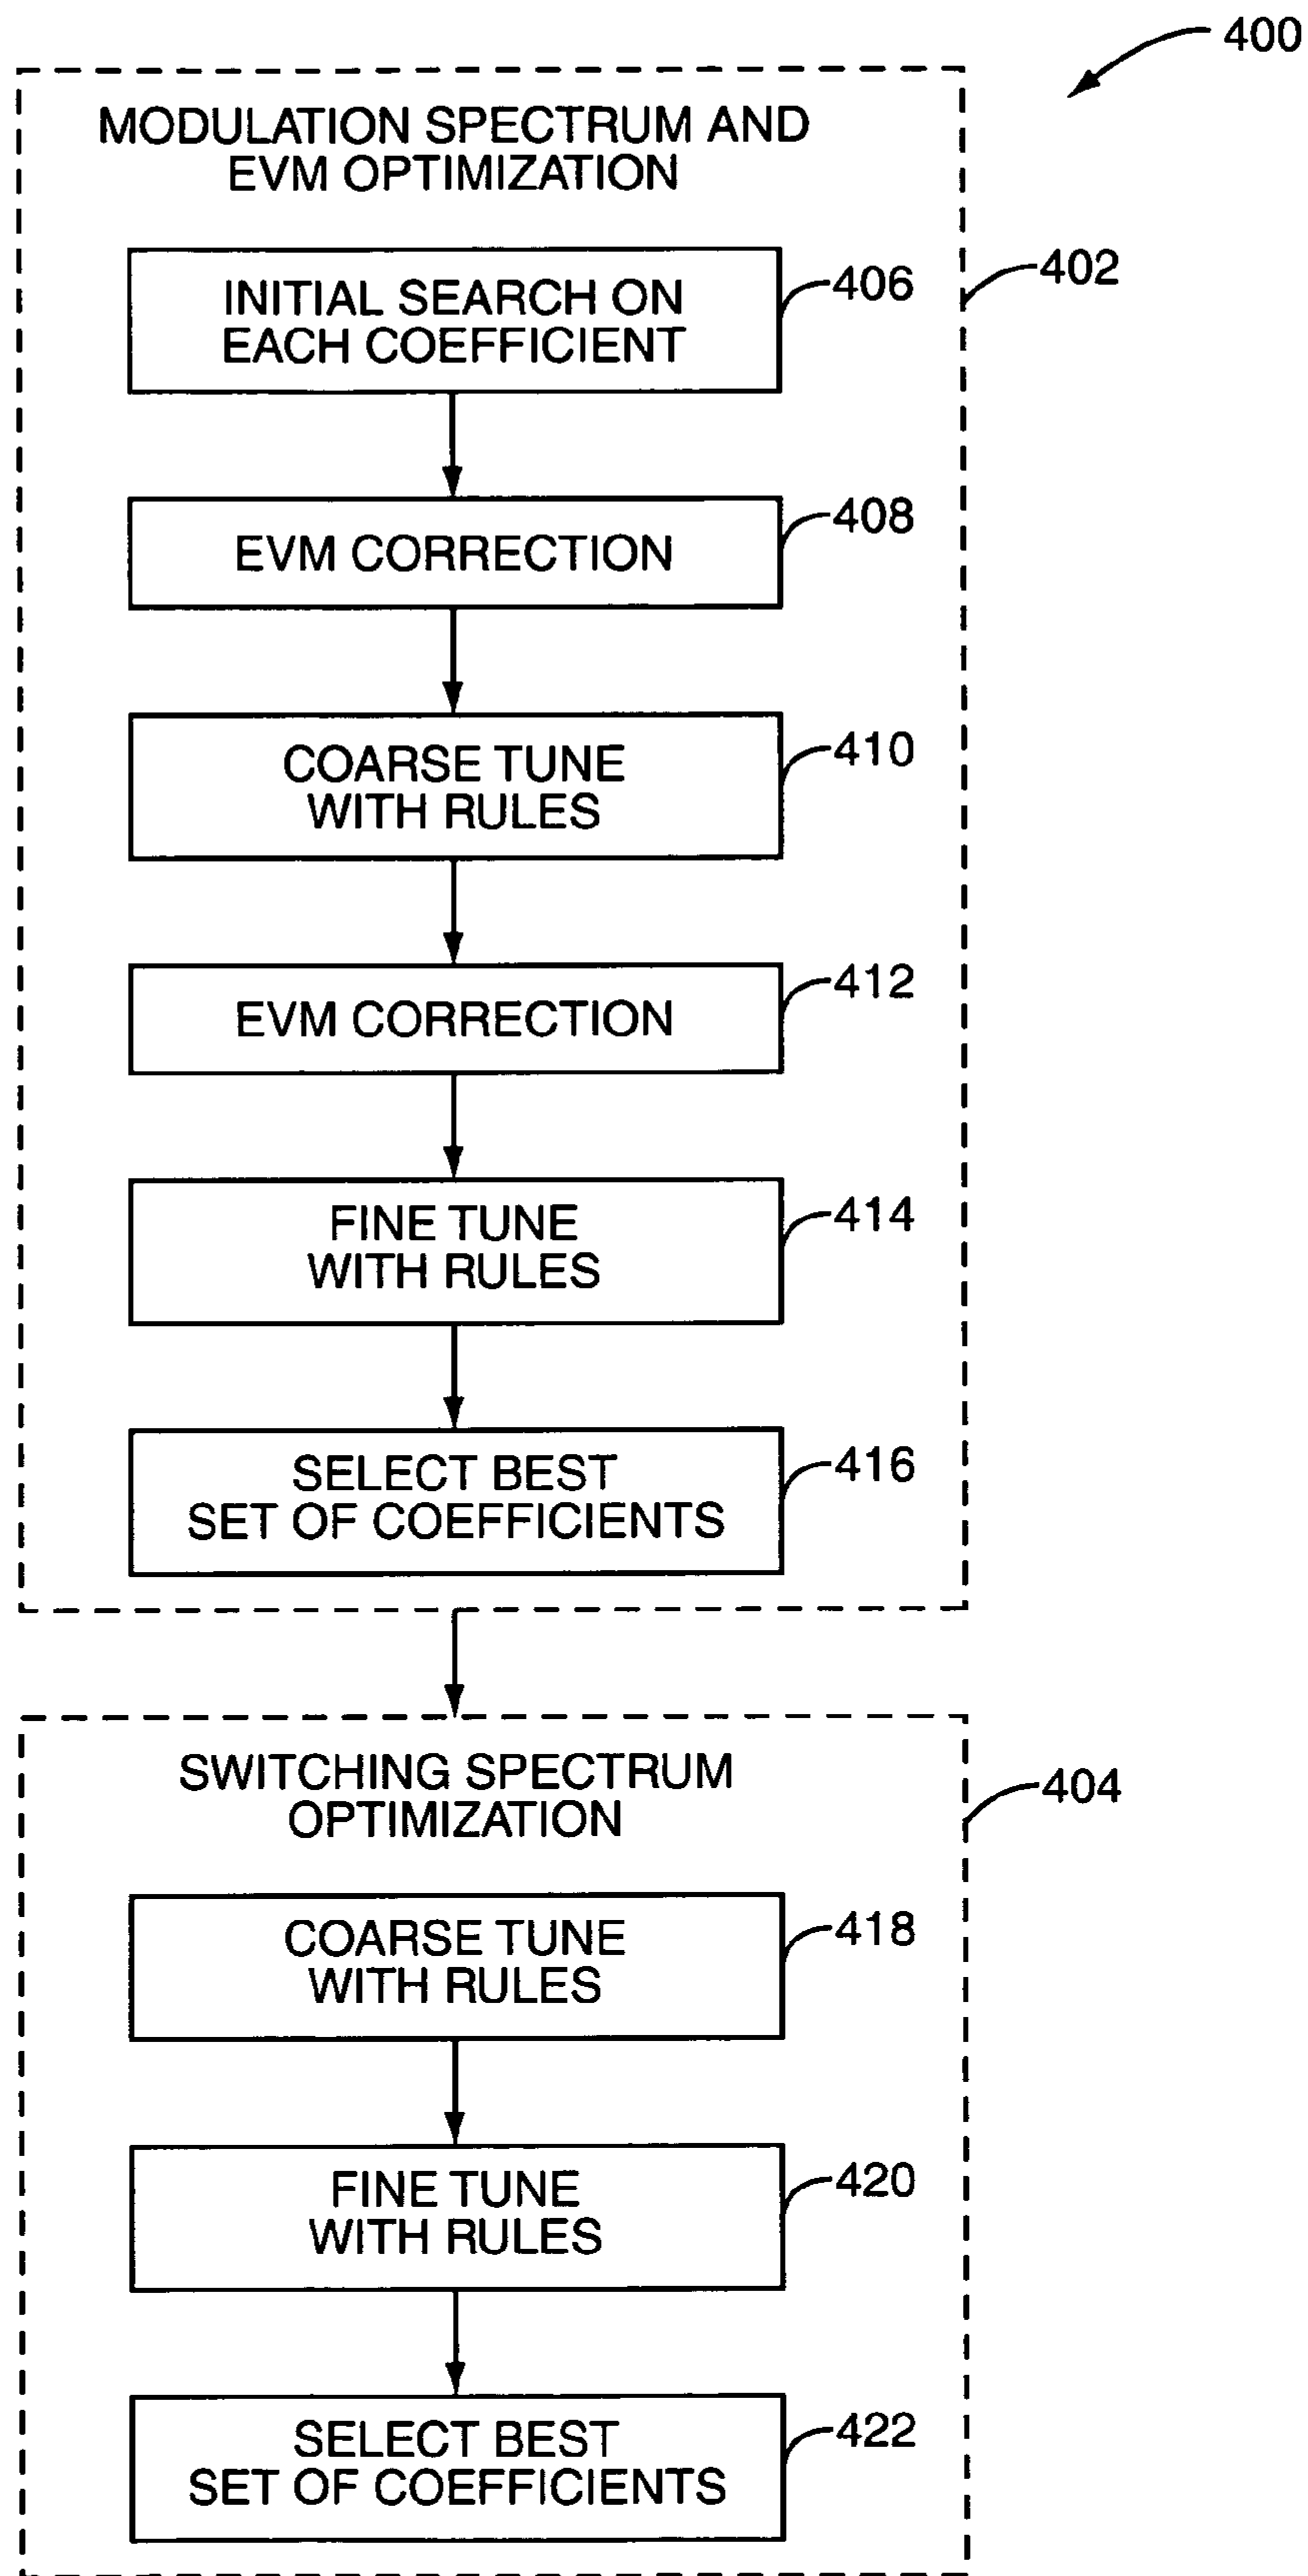 400
MODULATION SPECTRUM AND
EVM OPTIMIZATION
402
INITIAL SEARCH ON
EACH COEFFICIENT
406
EVM CORRECTION
408
COARSE TUNE
WITH RULES
410
EVM CORRECTION
412
FINE TUNE
WITH RULES
414
SELECT BEST
SET OF COEFFICIENTS
416
SWITCHING SPECTRUM
OPTIMIZATION
404
COARSE TUNE
WITH RULES
418
FINE TUNE
WITH RULES
420
SELECT BEST
SET OF COEFFICIENTS
422